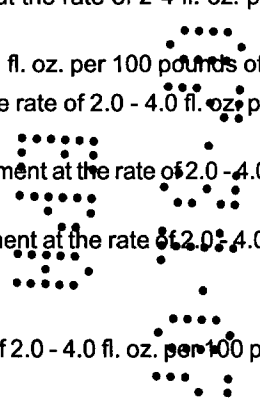 at the rate of 2-4 fl. oz. p
fl. oz. per 100 pounds of
e rate of 2.0 - 4.0 fl. oz. p
ment at the rate of 2.0 - 4.0
ent at the rate of 2.0 - 4.0
f 2.0 - 4.0 fl. oz. per 100 p